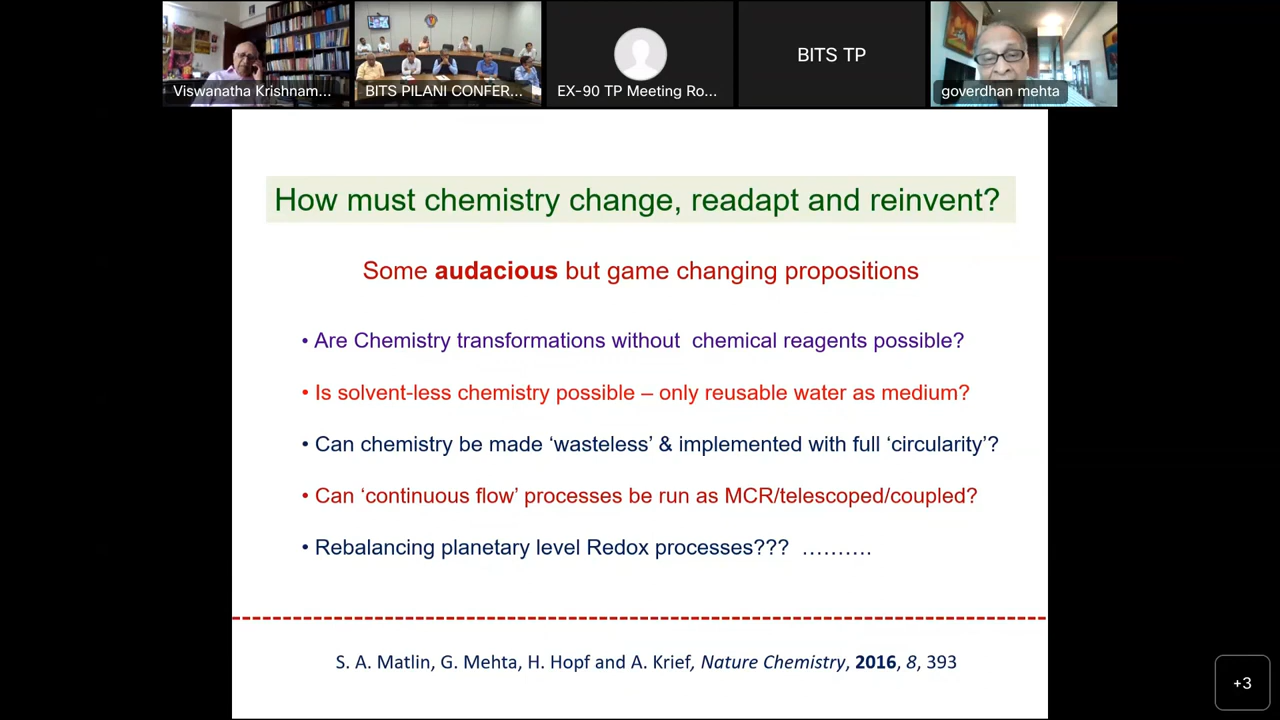 Viswanatha Krishnam...
BITS PILANI CONFER...
EX-90 TP Meeting Ro...
BITS TP
goverdhan mehta
How must chemistry change, readapt and reinvent?
Some audacious but game changing propositions
• Are Chemistry transformations without chemical reagents possible?
• Is solvent-less chemistry possible – only reusable water as medium?
• Can chemistry be made ‘wasteless’ & implemented with full ‘circularity’?
• Can ‘continuous flow’ processes be run as MCR/telescoped/coupled?
• Rebalancing planetary level Redox processes??? ..........
S. A. Matlin, G. Mehta, H. Hopf and A. Krief, Nature Chemistry, 2016, 8, 393
+3